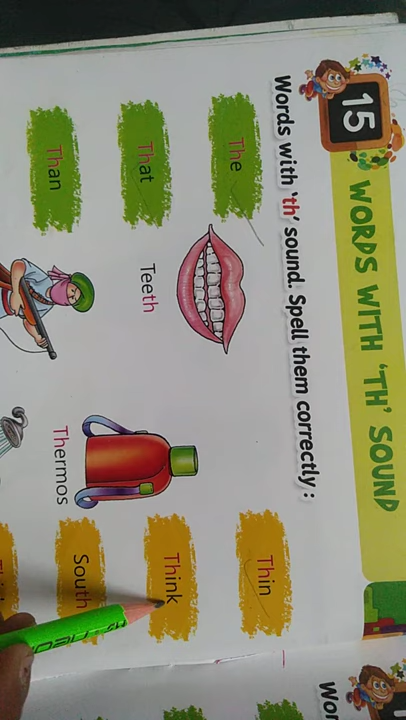 15
WORDS WITH 'TH' SOUND
Words with 'th' sound. Spell them correctly :
The
Thin
That
Teeth
Think
Than
Thermos
South
Wor